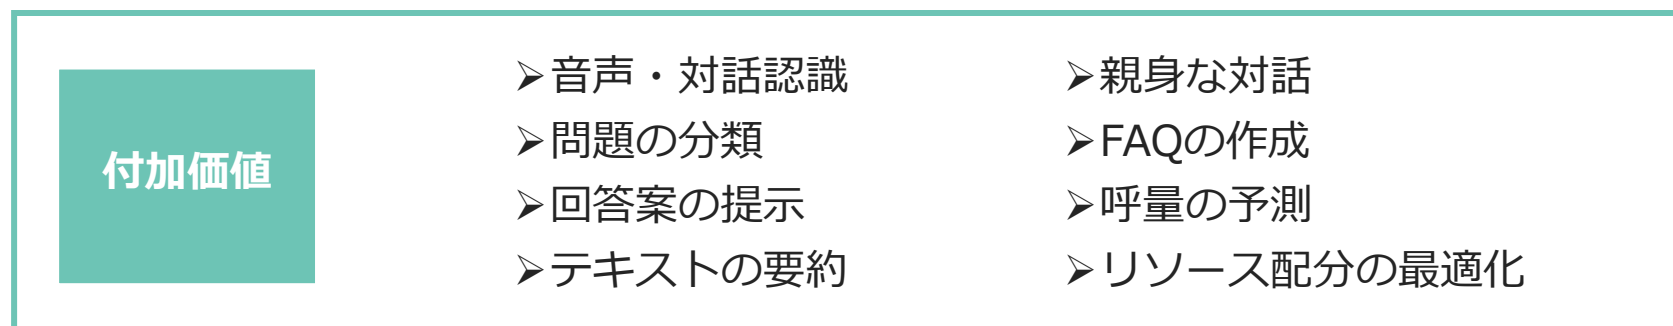 付加価値
➢音声・対話認識
➢問題の分類
➢回答案の提示
➢テキストの要約
➢親身な対話
➢FAQの作成
➢呼量の予測
➢リソース配分の最適化